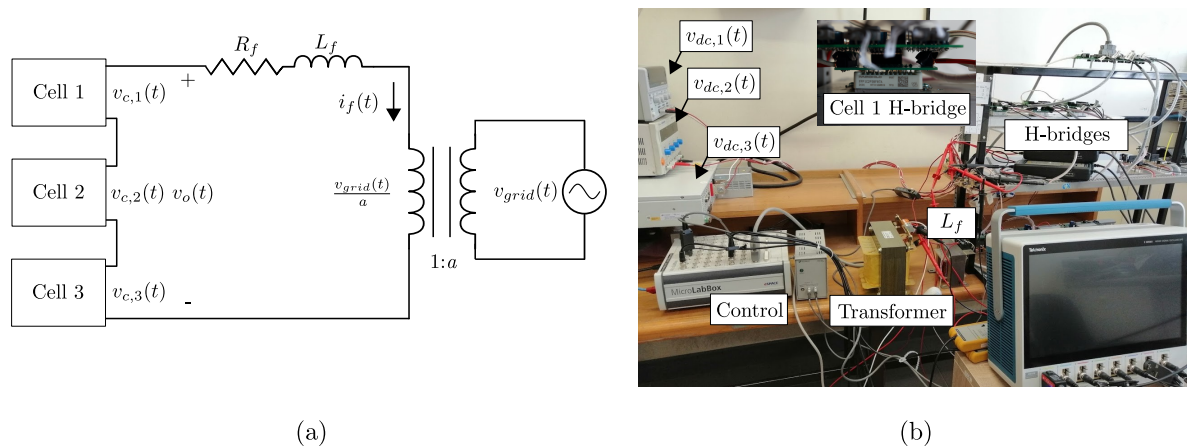 R_f
L_f
Cell 1
+
v_{c,1}(t)
i_f(t)
Cell 2
v_{c,2}(t) v_o(t)
v_{grid}(t)
a
v_{grid}(t)
Cell 3
v_{c,3}(t)
-
1:a
(a)
v_{dc,1}(t)
v_{dc,2}(t)
Cell 1 H-bridge
v_{dc,3}(t)
H-bridges
L_f
Tektronix
MicroLabBox
Control
Transformer
(b)